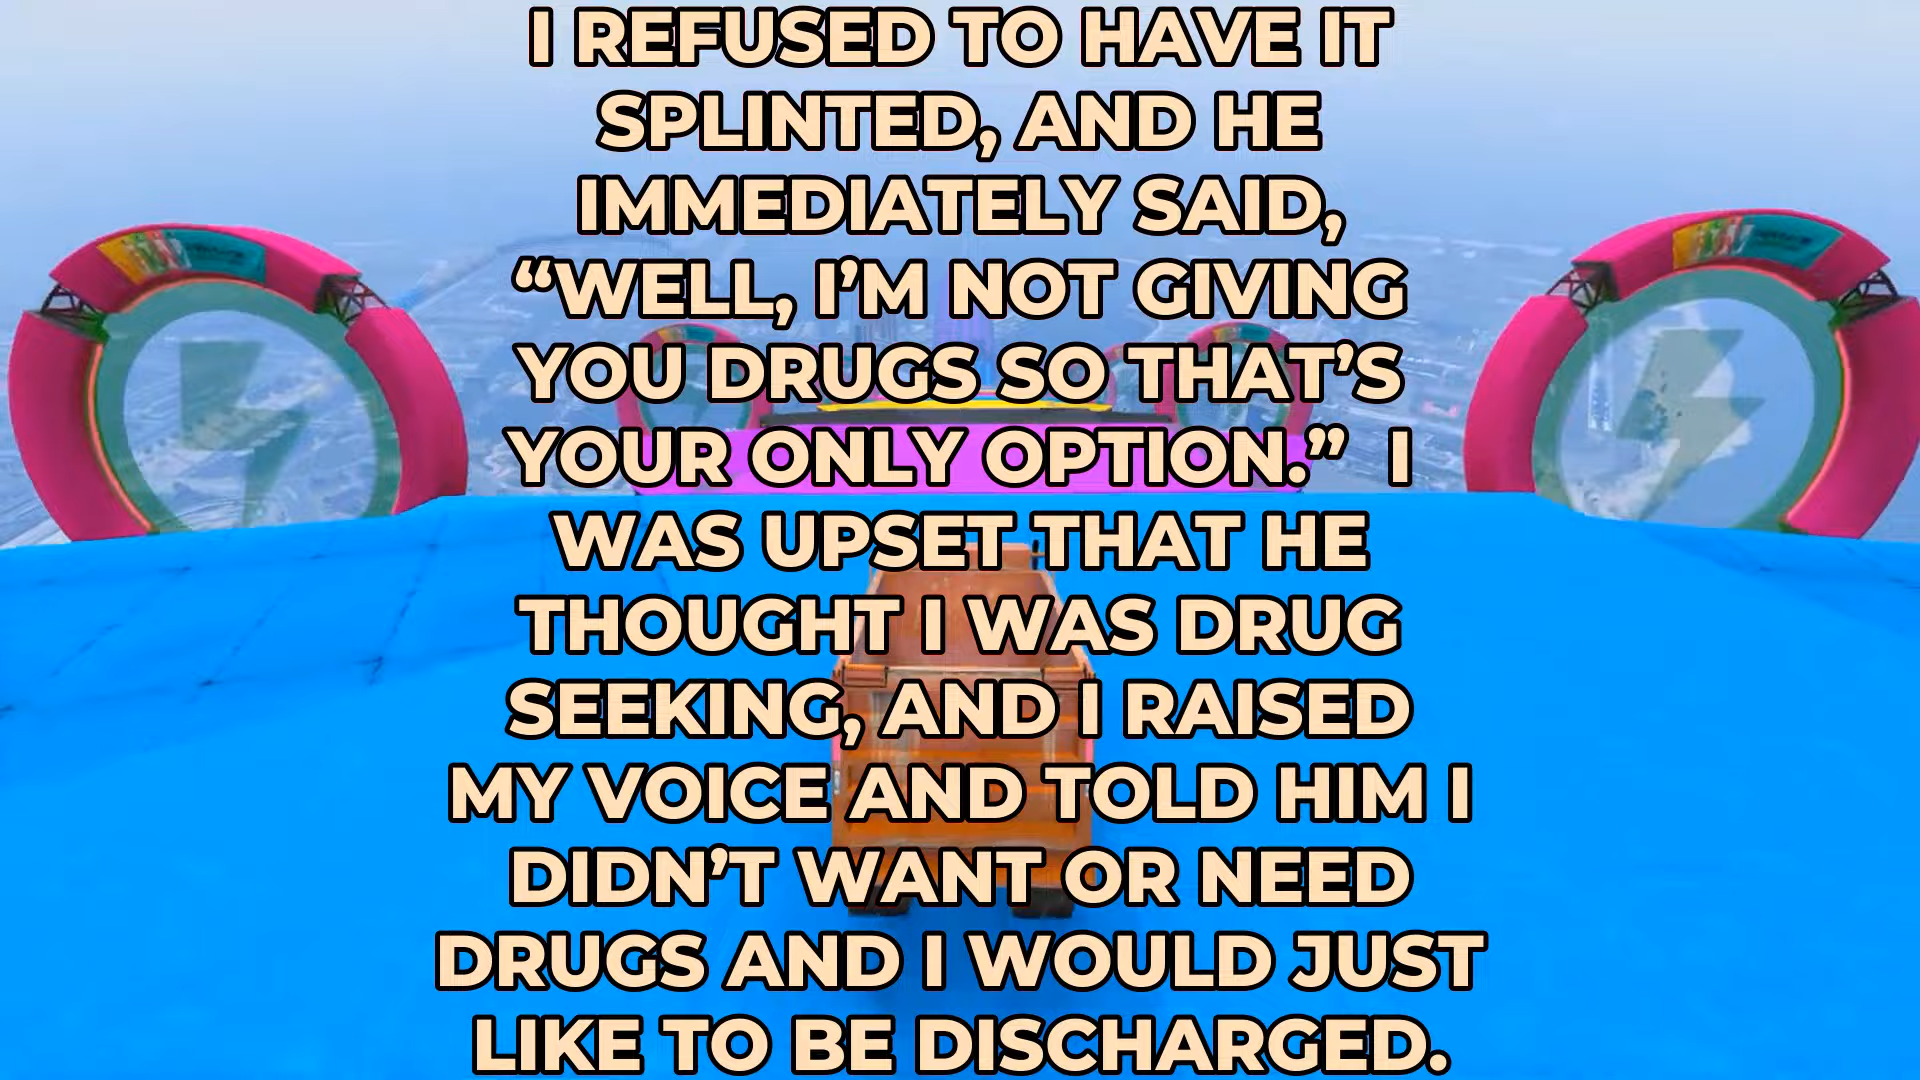 I REFUSED TO HAVE IT
SPLINTED, AND HE
IMMEDIATELY SAID,
“WELL, I’M NOT GIVING
YOU DRUGS SO THAT’S
YOUR ONLY OPTION.” I
WAS UPSET THAT HE
THOUGHT I WAS DRUG
SEEKING, AND I RAISED
MY VOICE AND TOLD HIM I
DIDN’T WANT OR NEED
DRUGS AND I WOULD JUST
LIKE TO BE DISCHARGED.